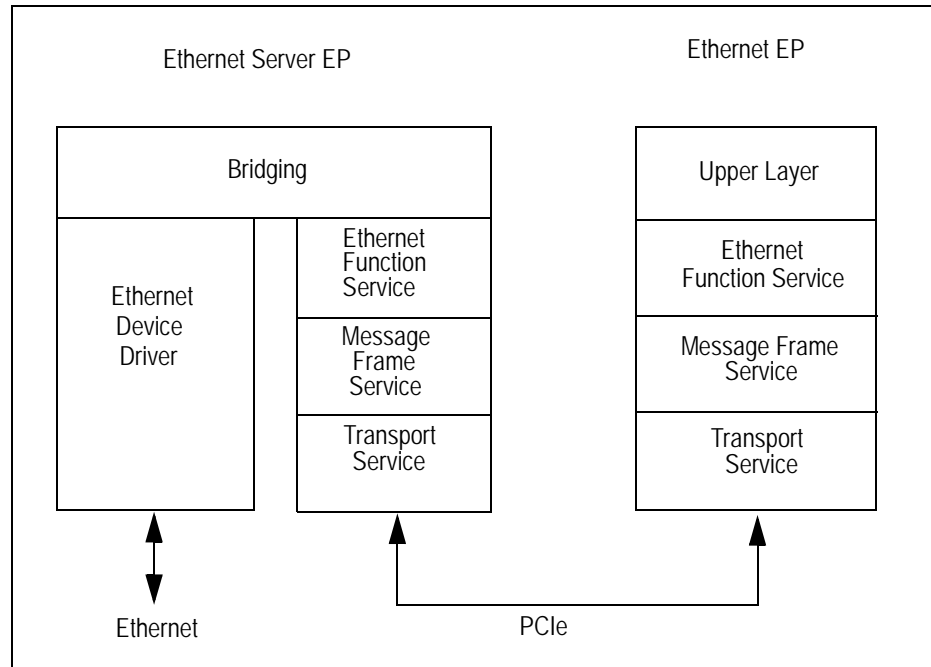 Ethernet Server EP
Ethernet EP
Bridging
Upper Layer
Ethernet
Device
Driver
Ethernet
Function
Service
Message
Frame
Service
Transport
Service
Ethernet
Function Service
Message Frame
Service
Transport
Service
Ethernet
PCIe